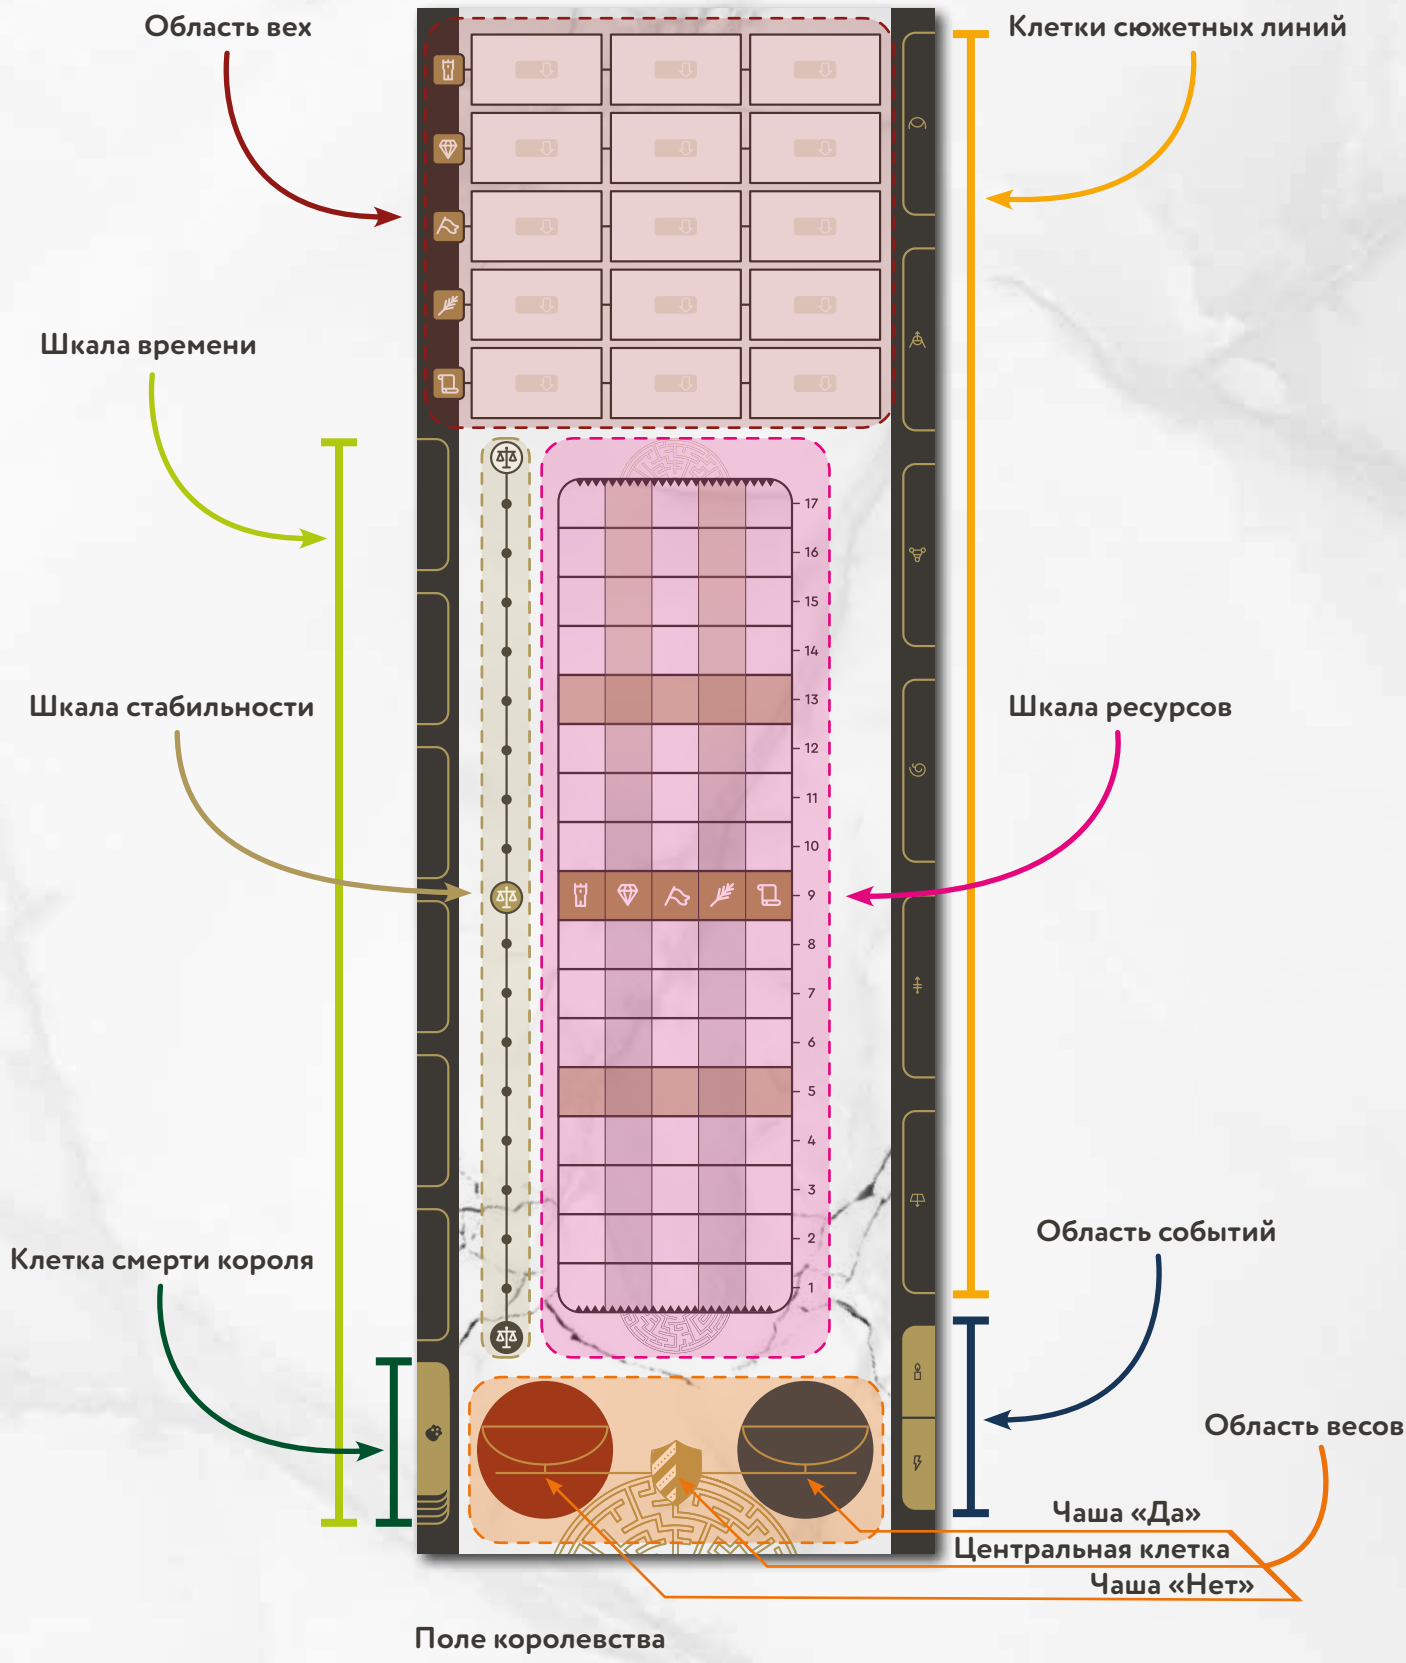 Область вех
Клетки сюжетных линий
Шкала времени
17
16
15
14
13
12
11
10
9
8
7
6
5
4
3
2
1
Шкала стабильности
Шкала ресурсов
Клетка смерти короля
Область событий
Область весов
Чаша «Да»
Центральная клетка
Чаша «Нет»
Поле королевства